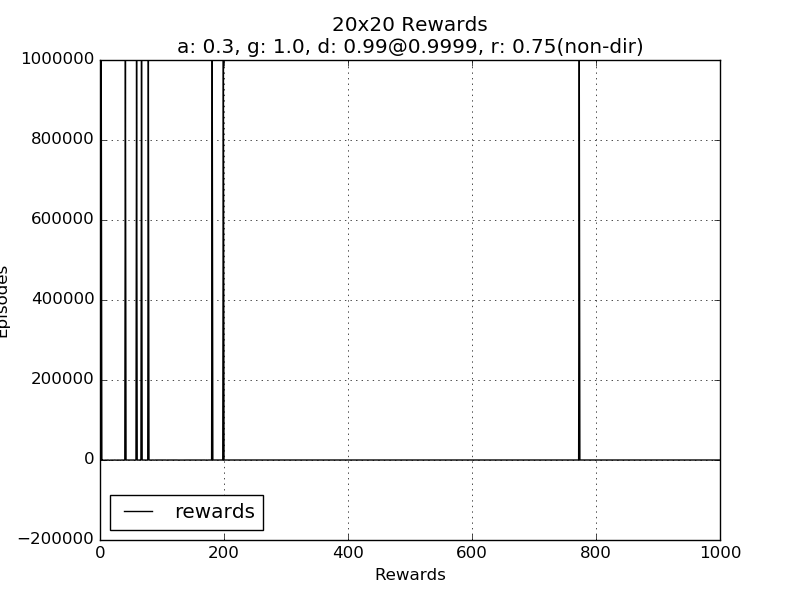 20x20 Rewards
a: 0.3, g: 1.0, d: 0.99@0.9999, r: 0.75(non-dir)
1000000
800000
600000
400000
200000
0
−200000
Episodes
rewards
0 200 400 600 800 1000
Rewards